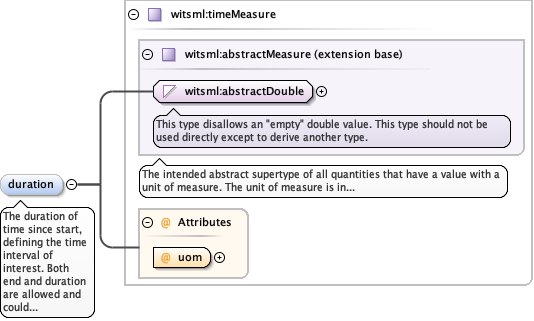 witsml:timeMeasure
witsml:abstractMeasure (extension base)
witsml:abstractDouble
This type disallows an "empty" double value. This type should not be
used directly except to derive another type.
The intended abstract supertype of all quantities that have a value with a
unit of measure. The unit of measure is in...
duration
The duration of
time since start,
defining the time
interval of
interest. Both
end and duration
are allowed and
could...
@ Attributes
@ uom